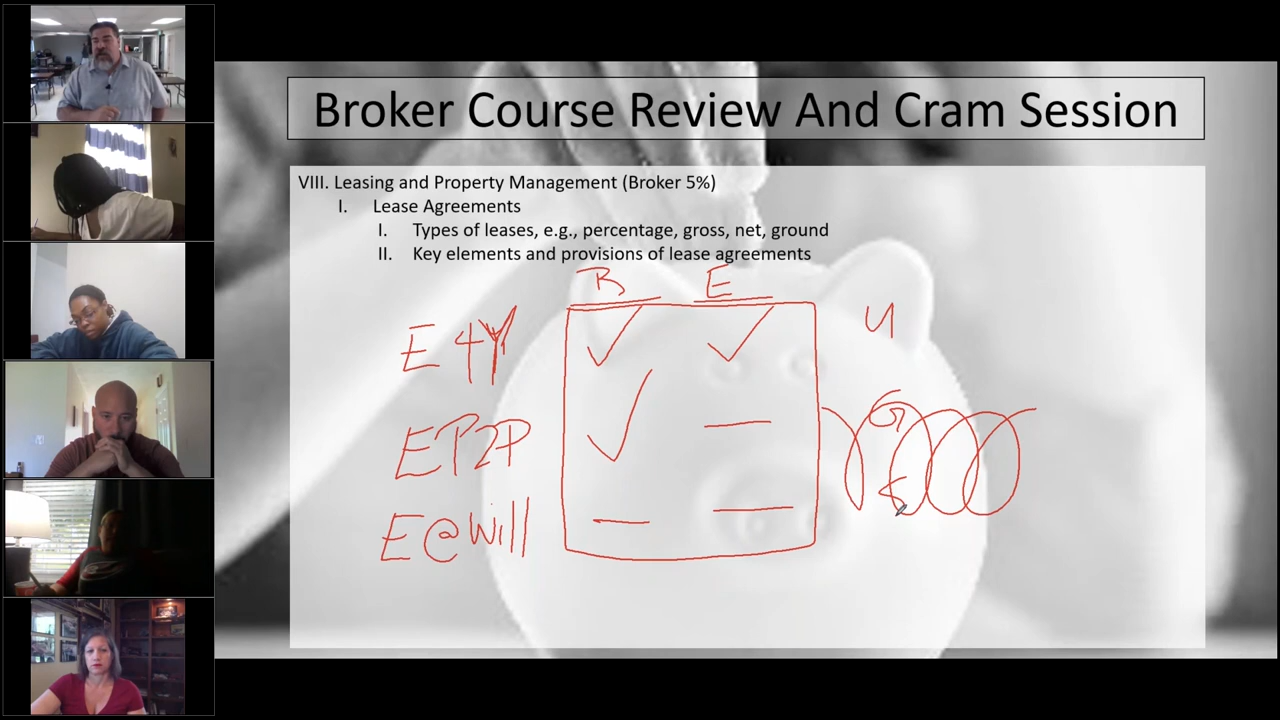 Broker Course Review And Cram Session
VIII. Leasing and Property Management (Broker 5%)
I. Lease Agreements
I. Types of leases, e.g., percentage, gross, net, ground
II. Key elements and provisions of lease agreements
B E
E 4Y
EP2P
E@Will